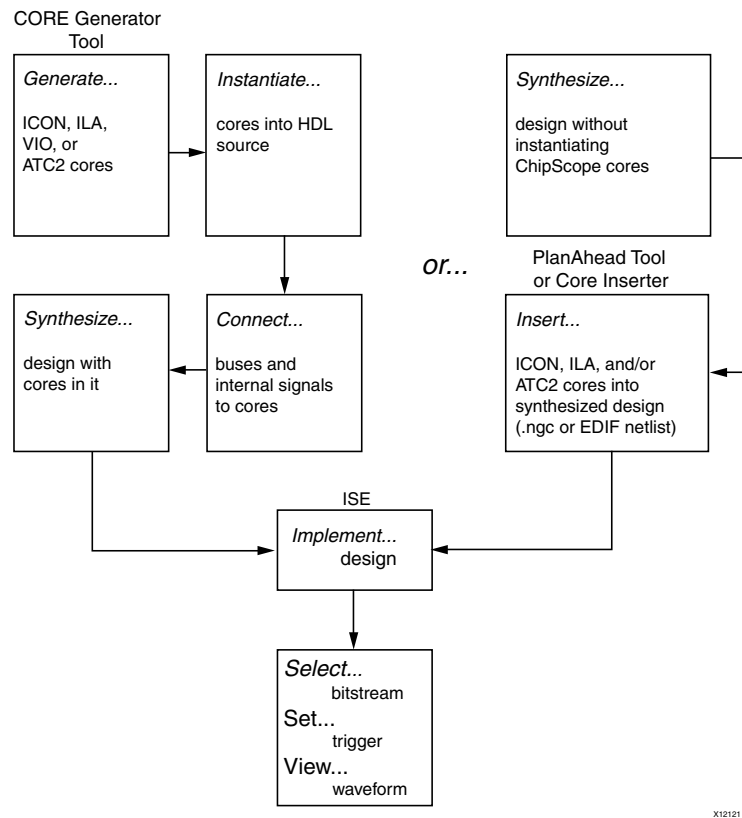 CORE Generator
Tool
Generate...
ICON, ILA,
VIO, or
ATC2 cores
Instantiate...
cores into HDL
source
Synthesize...
design without
instantiating
ChipScope cores
or...
PlanAhead Tool
or Core Inserter
Synthesize...
design with
cores in it
Connect...
buses and
internal signals
to cores
Insert...
ICON, ILA, and/or
ATC2 cores into
synthesized design
(.ngc or EDIF netlist)
ISE
Implement...
design
Select...
bitstream
Set...
trigger
View...
waveform
X12121